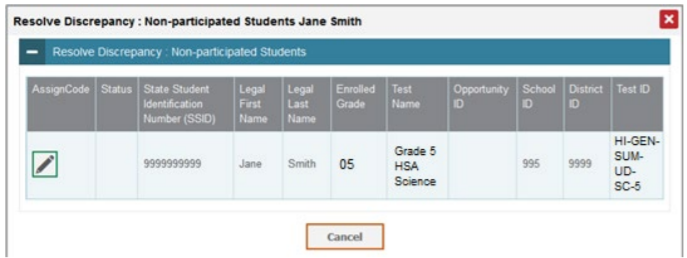 Resolve Discrepancy : Non-participated Students Jane Smith
Resolve Discrepancy : Non-participated Students
AssignCode Status State Student Identification Number (SSID) Legal First Name Legal Last Name Enrolled Grade Test Name Opportunity ID School ID District ID Test ID
9999999999 Jane Smith 05 Grade 5 HSA Science 995 9999 HI-GEN-SUM-UD-SC-5
Cancel